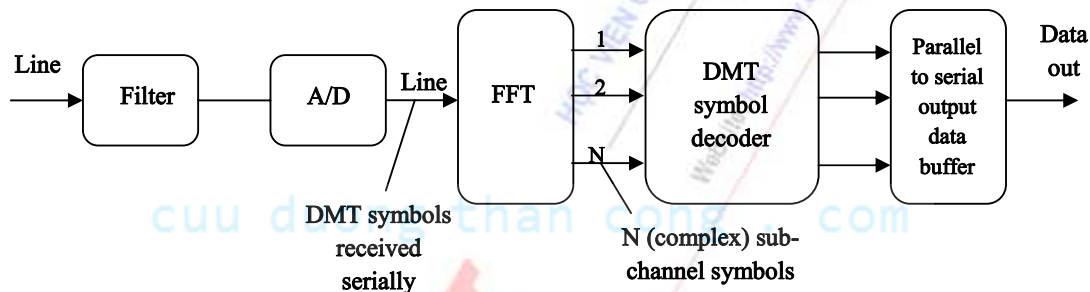 Line
Filter
A/D
Line
FFT
1
2
N
DMT
symbol
decoder
Parallel
to serial
output
data
buffer
Data
out
DMT symbols
received
serially
N (complex) sub-
channel symbols
cuu duong than cong . com